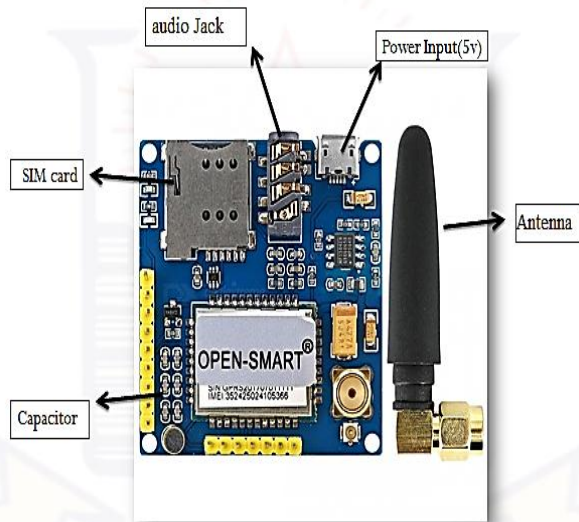 audio Jack
Power Input(5v)
SIM card
Antenna
OPEN-SMART®
IMEI 352425024105366
Capacitor